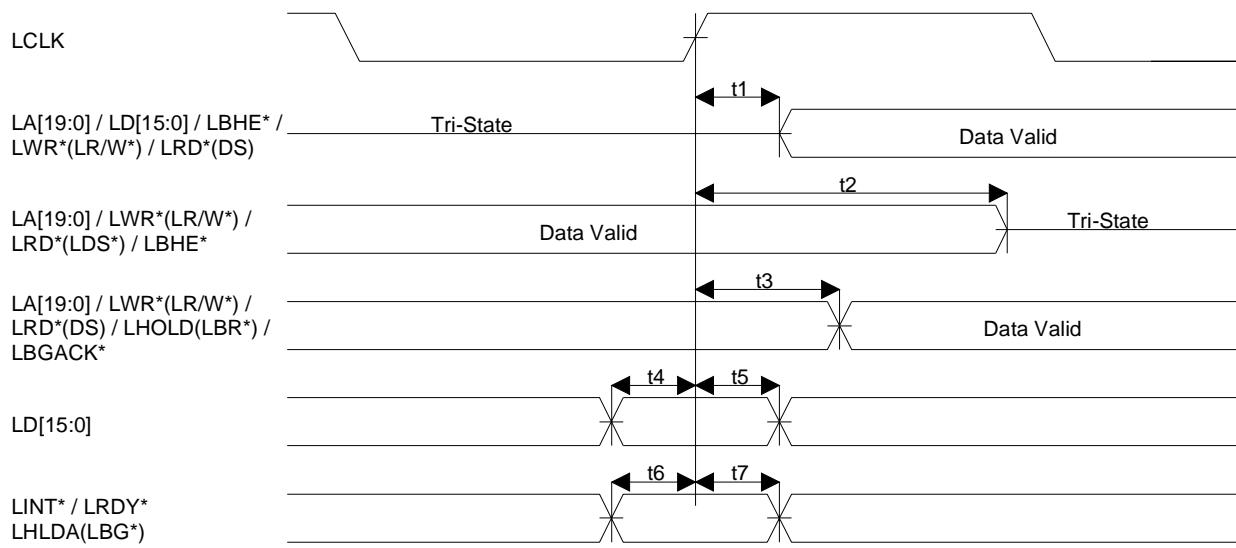 LCLK
t1
LA[19:0] / LD[15:0] / LBHE* /
LWR*(LR/W*) / LRD*(DS)
Tri-State
Data Valid
t2
LA[19:0] / LWR*(LR/W*) /
LRD*(LDS*) / LBHE*
Data Valid
Tri-State
t3
LA[19:0] / LWR*(LR/W*) /
LRD*(DS) / LHOLD(LBR*) /
LBGACK*
Data Valid
t4
t5
LD[15:0]
t6
t7
LINT* / LRDY*
LHLDA(LBG*)